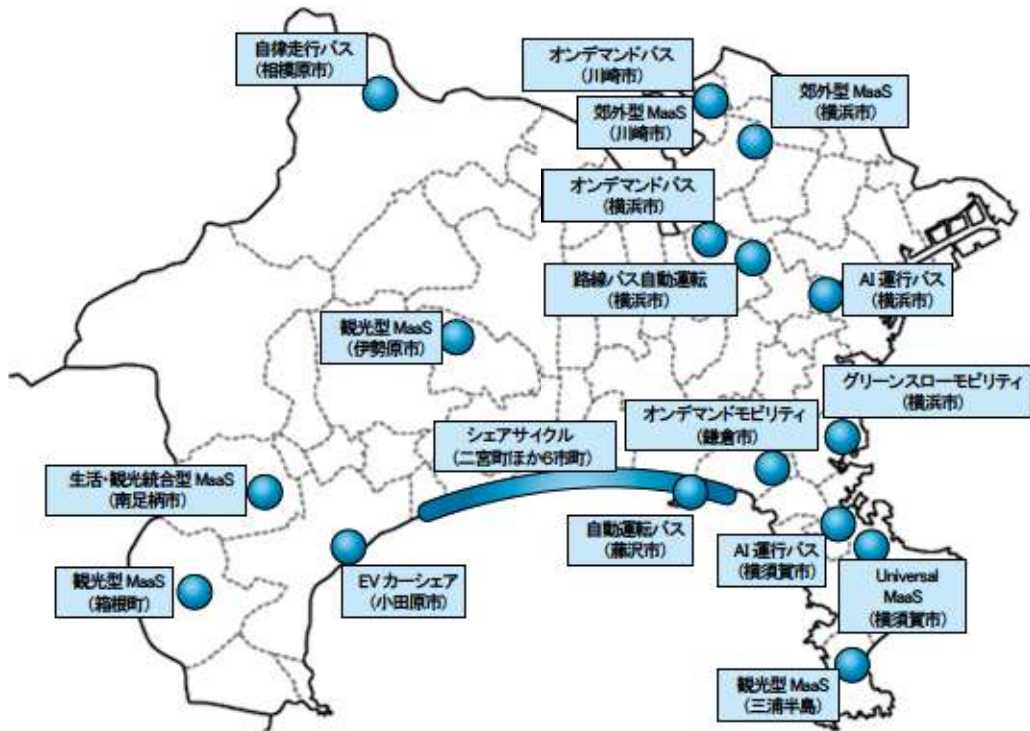 自律走行バス
(相模原市)
オンデマンドバス
(川崎市)
郊外型 MaaS
(川崎市)
郊外型 MaaS
(横浜市)
オンデマンドバス
(横浜市)
路線バス自動運転
(横浜市)
AI 運行バス
(横浜市)
観光型 MaaS
(伊勢原市)
グリーンスローモビリティ
(横浜市)
オンデマンドモビリティ
(鎌倉市)
シェアサイクル
(二宮町ほか6市町)
生活・観光統合型 MaaS
(南足柄市)
自動運転バス
(藤沢市)
AI 運行バス
(横須賀市)
Universal
MaaS
(横須賀市)
観光型 MaaS
(箱根町)
EV カーシェア
(小田原市)
観光型 MaaS
(三浦半島)